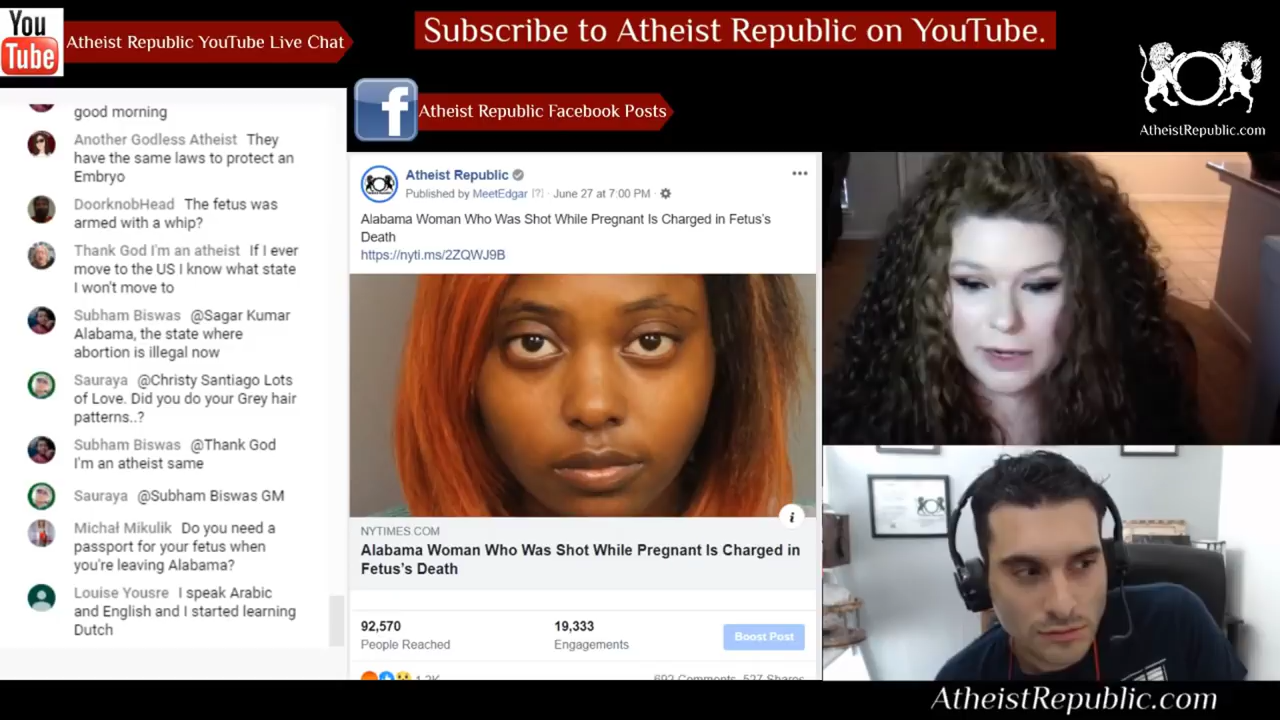 You
Tube
Atheist Republic YouTube Live Chat
Subscribe to Atheist Republic on YouTube.
AtheistRepublic.com
f
Atheist Republic Facebook Posts
good morning
Another Godless Atheist They
have the same laws to protect an
Embryo
DoorknobHead The fetus was
armed with a whip?
Thank God I'm an atheist If I ever
move to the US I know what state
I won't move to
Subham Biswas @Sagar Kumar
Alabama, the state where
abortion is illegal now
Sauraya @Christy Santiago Lots
of Love. Did you do your Grey hair
patterns..?
Subham Biswas @Thank God
I'm an atheist same
Sauraya @Subham Biswas GM
Michał Mikulik Do you need a
passport for your fetus when
you're leaving Alabama?
Louise Yousre I speak Arabic
and English and I started learning
Dutch
Atheist Republic
Published by MeetEdgar [?] · June 27 at 7:00 PM ·
Alabama Woman Who Was Shot While Pregnant Is Charged in Fetus's
Death
https://nyti.ms/2ZQWJ9B
i
NYTIMES.COM
Alabama Woman Who Was Shot While Pregnant Is Charged in
Fetus's Death
92,570
People Reached
19,333
Engagements
Boost Post
1.2K
692 Comments 527 Shares
AtheistRepublic.com